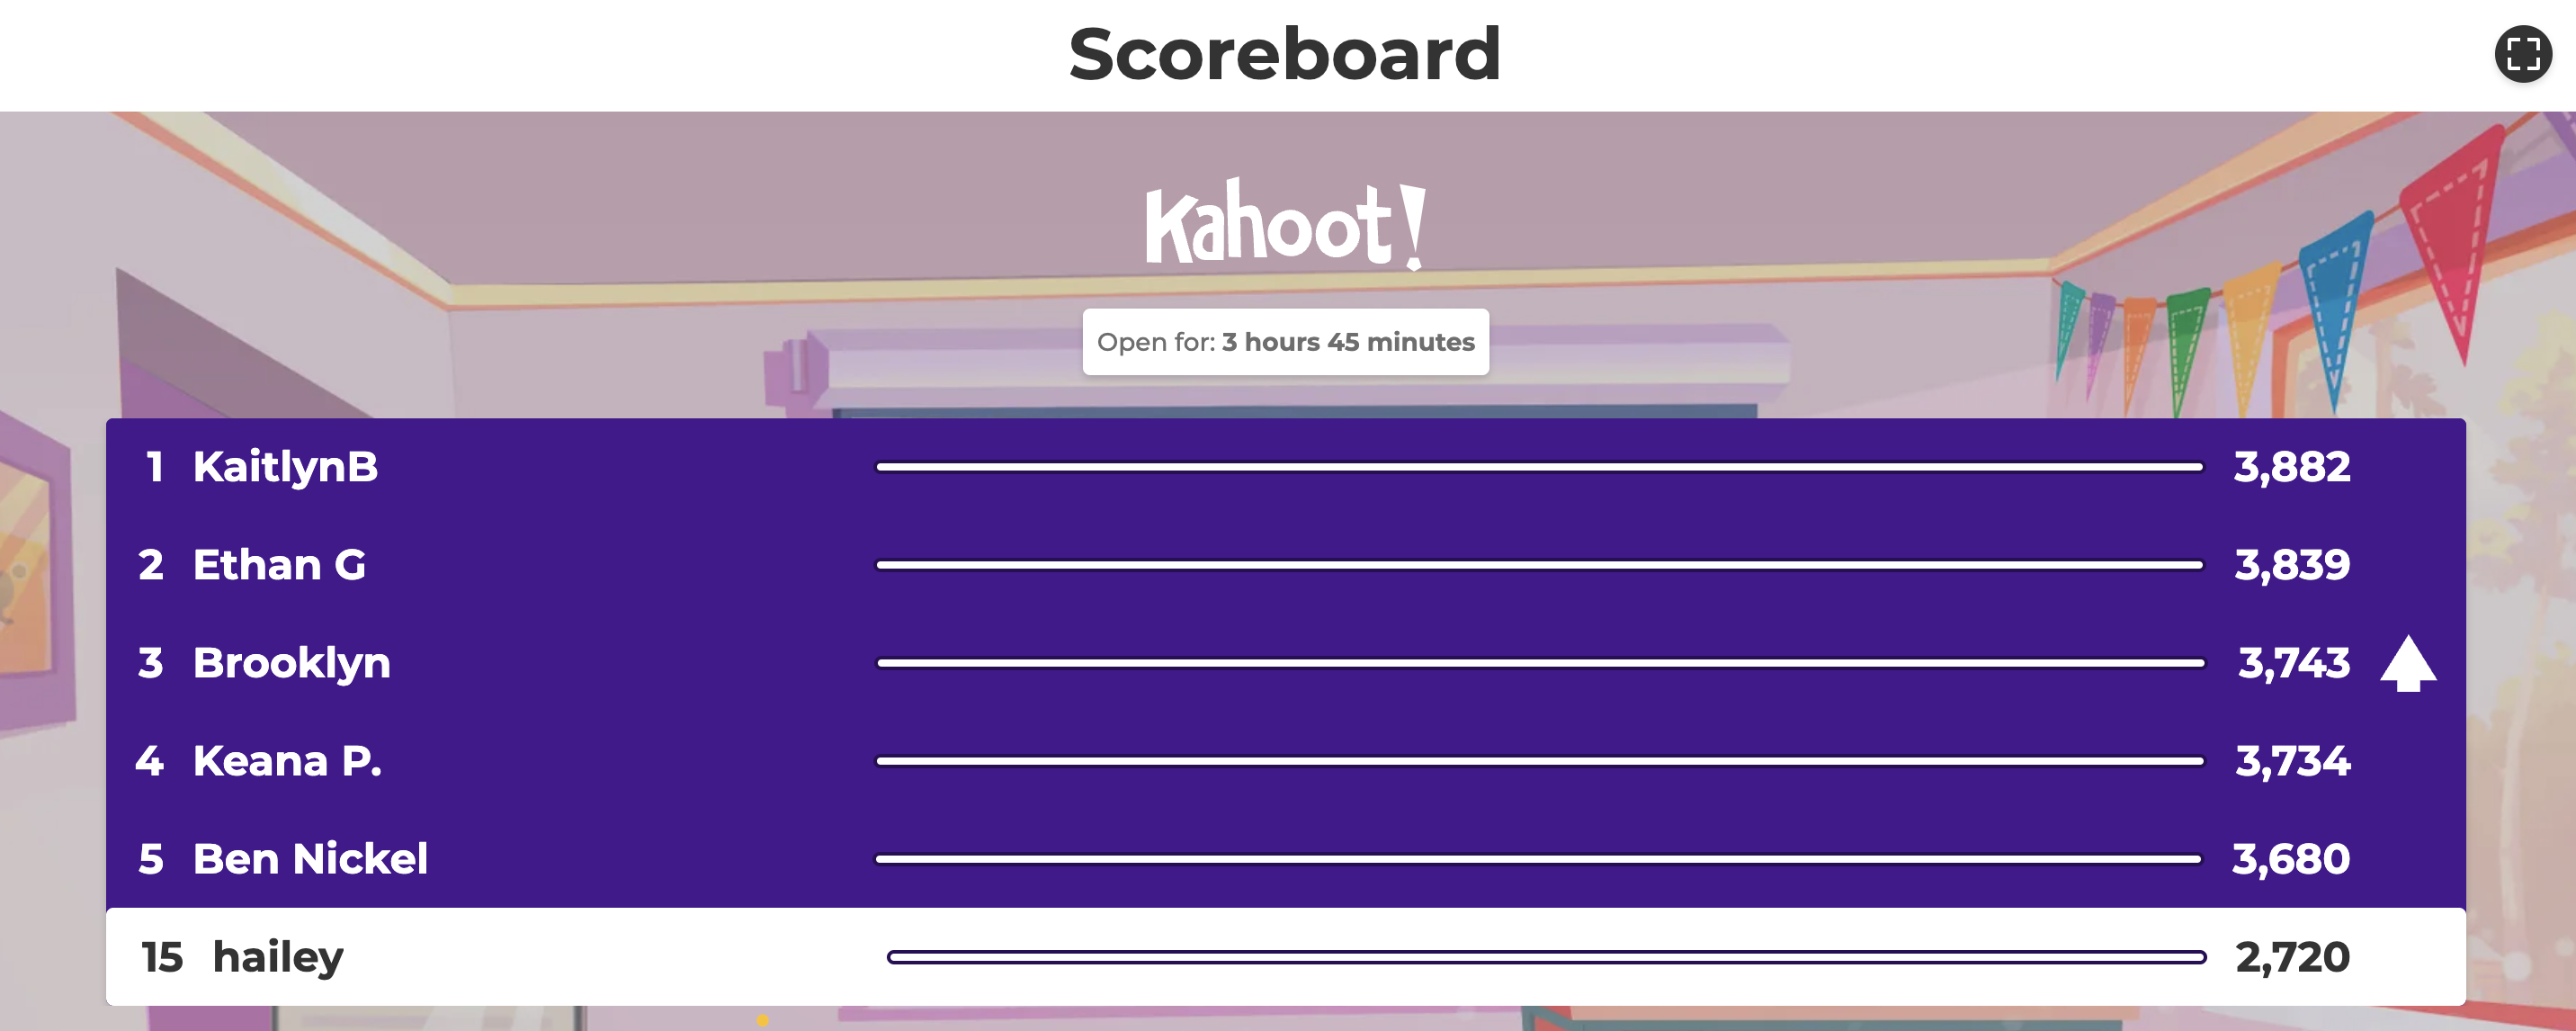 Scoreboard
Kahoot!
Open for: 3 hours 45 minutes
1 KaitlynB 3,882
2 Ethan G 3,839
3 Brooklyn 3,743
4 Keana P. 3,734
5 Ben Nickel 3,680
15 hailey 2,720